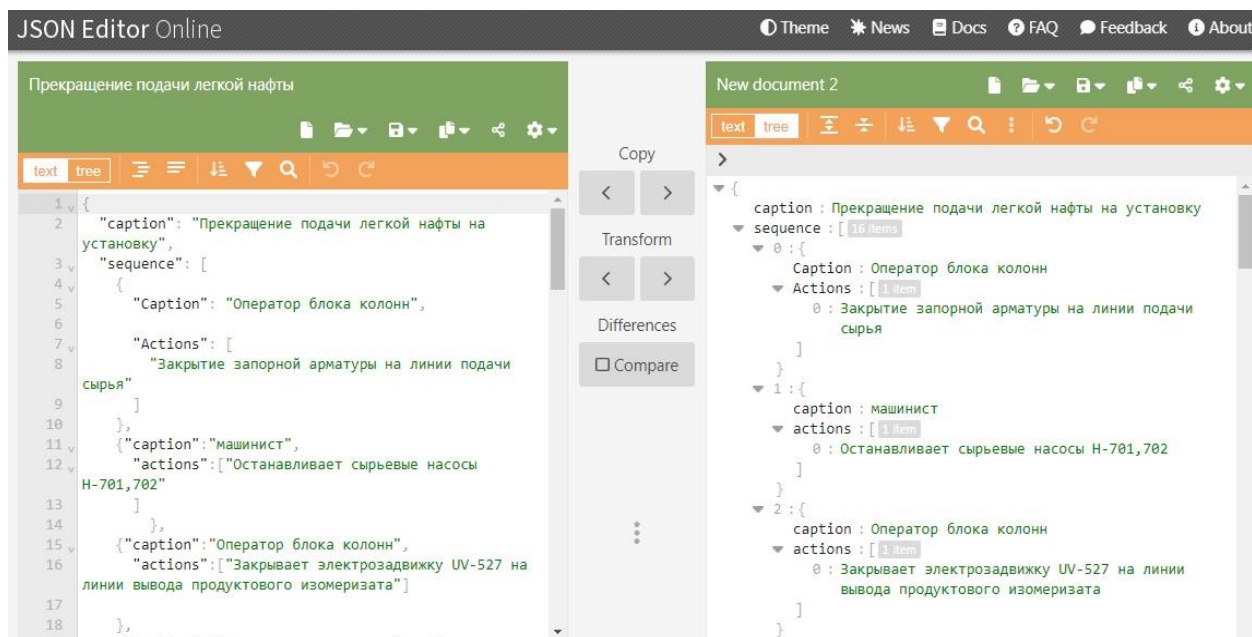 JSON Editor Online
Theme News Docs FAQ Feedback About
Прекращение подачи легкой нафты
text tree
1 {
2 "caption": "Прекращение подачи легкой нафты на
установку",
3 "sequence": [
4 {
5 "Caption": "Оператор блока колонн",
6
7 "Actions": [
8 "Закрытие запорной арматуры на линии подачи
сырья"
9 ]
10 },
11 {"caption":"машинист",
12 "actions":["Останавливает сырьевые насосы
Н-701,702"
13 ]
14 },
15 {"caption":"Оператор блока колонн",
16 "actions":["Закрывает электрозадвижку UV-527 на
линии вывода продуктового изомеризата"]
17
18 },
Copy
< >
Transform
< >
Differences
Compare
New document 2
text tree
>
{
caption : Прекращение подачи легкой нафты на установку
sequence : [ 16 items
0 : {
Caption : Оператор блока колонн
Actions : [ 1 item
0 : Закрытие запорной арматуры на линии подачи
сырья
]
}
1 : {
caption : машинист
actions : [ 1 item
0 : Останавливает сырьевые насосы Н-701,702
]
}
2 : {
caption : Оператор блока колонн
actions : [ 1 item
0 : Закрывает электрозадвижку UV-527 на линии
вывода продуктового изомеризата
]
}